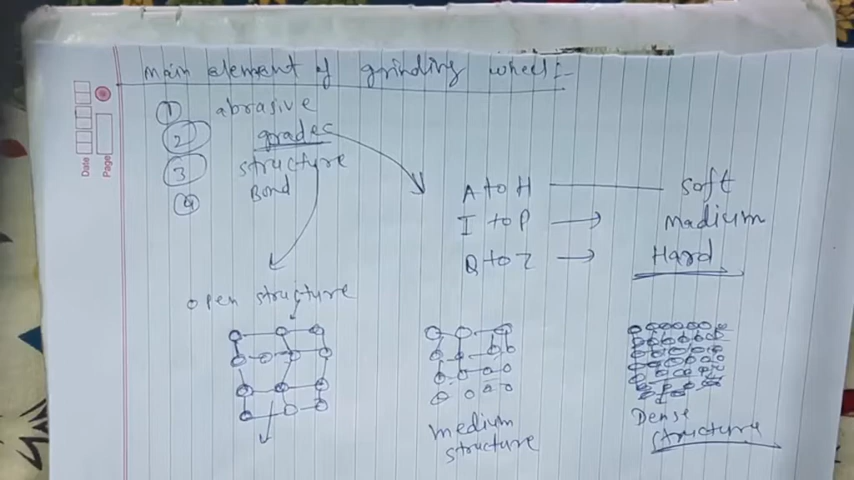 main element of grinding wheel:-
① abrasive
② grades
③ structure
④ Bond
A to H — Soft
I to P → Madium
Q to Z → Hard
open structure
medium structure
Dense structure
Date
Page